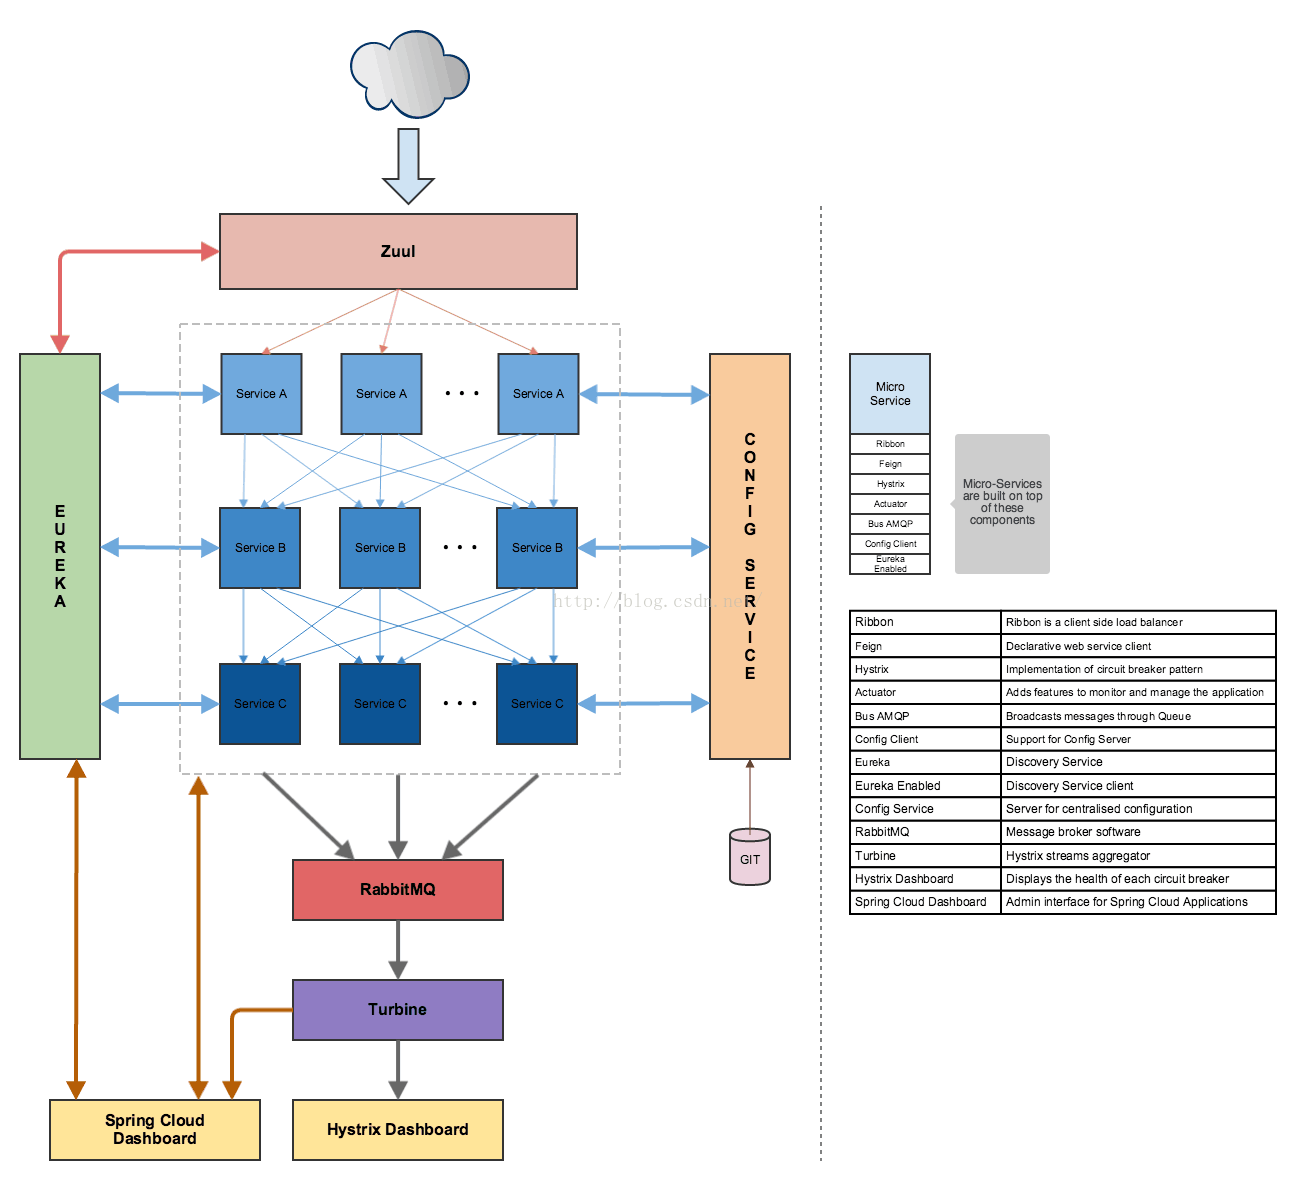 Zuul
Service A
Service A
• • •
Service A
EUREKA
CONFIG SERVICE
Service B
Service B
• • •
Service B
http://blog.csdn.net/
Service C
Service C
• • •
Service C
GIT
RabbitMQ
Turbine
Spring Cloud
Dashboard
Hystrix Dashboard
Micro
Service
Ribbon
Feign
Hystrix
Actuator
Bus AMQP
Config Client
Eureka
Enabled
Micro-Services
are built on top
of these
components
Ribbon Ribbon is a client side load balancer
Feign Declarative web service client
Hystrix Implementation of circuit breaker pattern
Actuator Adds features to monitor and manage the application
Bus AMQP Broadcasts messages through Queue
Config Client Support for Config Server
Eureka Discovery Service
Eureka Enabled Discovery Service client
Config Service Server for centralised configuration
RabbitMQ Message broker software
Turbine Hystrix streams aggregator
Hystrix Dashboard Displays the health of each circuit breaker
Spring Cloud Dashboard Admin interface for Spring Cloud Applications